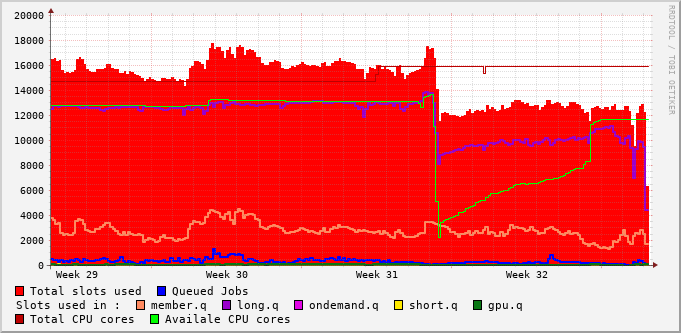 20000
18000
16000
14000
12000
10000
8000
6000
4000
2000
0
Week 29 Week 30 Week 31 Week 32
RRDTOOL / TOBI OETIKER
Total slots used Queued Jobs
Slots used in : member.q long.q ondemand.q short.q gpu.q
Total CPU cores Availale CPU cores